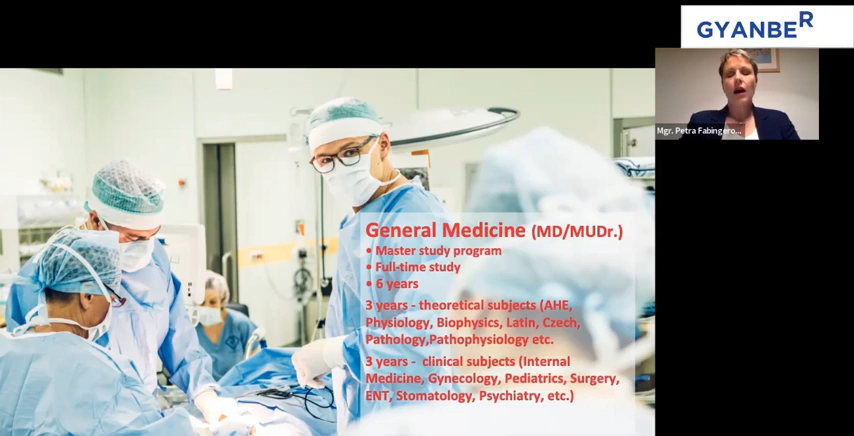 GYANBER
Mgr. Petra Fabingero...
General Medicine (MD/MUDr.)
• Master study program
• Full-time study
• 6 years
3 years - theoretical subjects (AHE,
Physiology, Biophysics, Latin, Czech,
Pathology,Pathophysiology etc.
3 years - clinical subjects (Internal
Medicine, Gynecology, Pediatrics, Surgery,
ENT, Stomatology, Psychiatry, etc.)